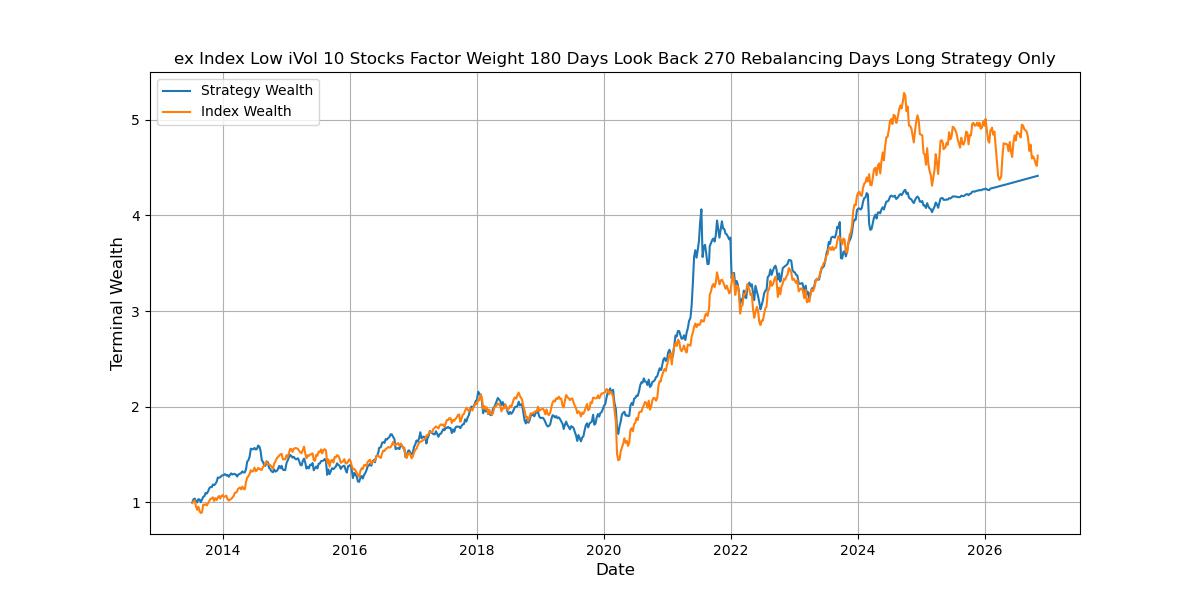 ex Index Low iVol 10 Stocks Factor Weight 180 Days Look Back 270 Rebalancing Days Long Strategy Only
Strategy Wealth
Index Wealth
Terminal Wealth
5
4
3
2
1
2014 2016 2018 2020 2022 2024 2026
Date